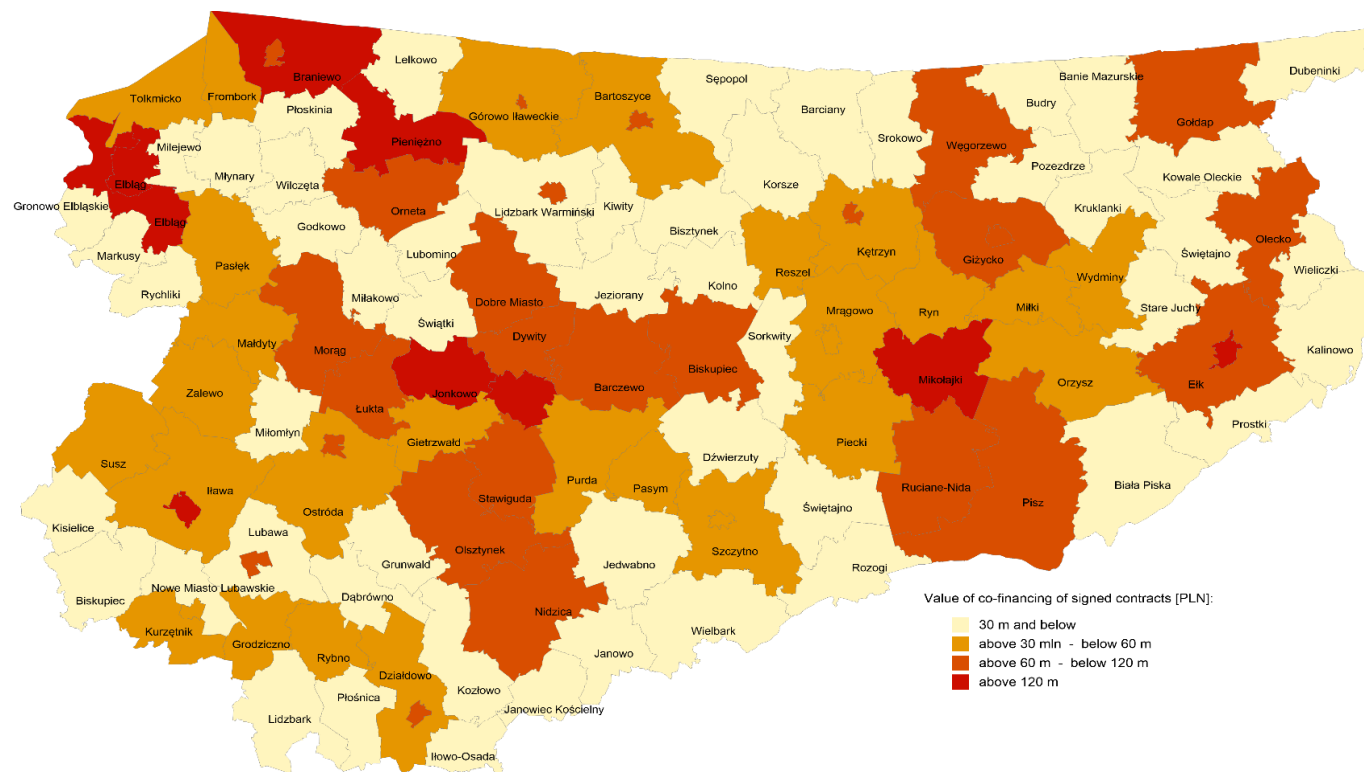 Lelkowo
Braniewo
Sępopol
Banie Mazurskie
Dubeninki
Tolkmicko
Frombork
Płoskinia
Górowo Iławeckie
Bartoszyce
Barciany
Budry
Gołdap
Milejewo
Pieniężno
Srokowo
Węgorzewo
Młynary
Pozezdrze
Elbląg
Wilczęta
Korsze
Kowale Oleckie
Gronowo Elbląskie
Orneta
Lidzbark Warmiński
Kiwity
Kruklanki
Elbląg
Godkowo
Bisztynek
Olecko
Markusy
Lubomino
Kętrzyn
Giżycko
Świętajno
Pasłęk
Reszel
Wydminy
Wieliczki
Rychliki
Miłakowo
Dobre Miasto
Jeziorany
Kolno
Świątki
Mrągowo
Ryn
Miłki
Stare Juchy
Małdyty
Morąg
Dywity
Sorkwity
Kalinowo
Zalewo
Jonkowo
Barczewo
Biskupiec
Mikołajki
Orzysz
Ełk
Łukta
Miłomłyn
Gietrzwałd
Piecki
Prostki
Susz
Dźwierzuty
Iława
Stawiguda
Purda
Pasym
Ruciane-Nida
Pisz
Biała Piska
Kisielice
Ostróda
Świętajno
Lubawa
Olsztynek
Szczytno
Grunwald
Jedwabno
Rozogi
Nowe Miasto Lubawskie
Dąbrówno
Biskupiec
Nidzica
Kurzętnik
Wielbark
Grodziczno
Rybno
Janowo
Działdowo
Kozłowo
Płośnica
Lidzbark
Janowiec Kościelny
Iłowo-Osada
Value of co-financing of signed contracts [PLN]:
30 m and below
above 30 mln - below 60 m
above 60 m - below 120 m
above 120 m